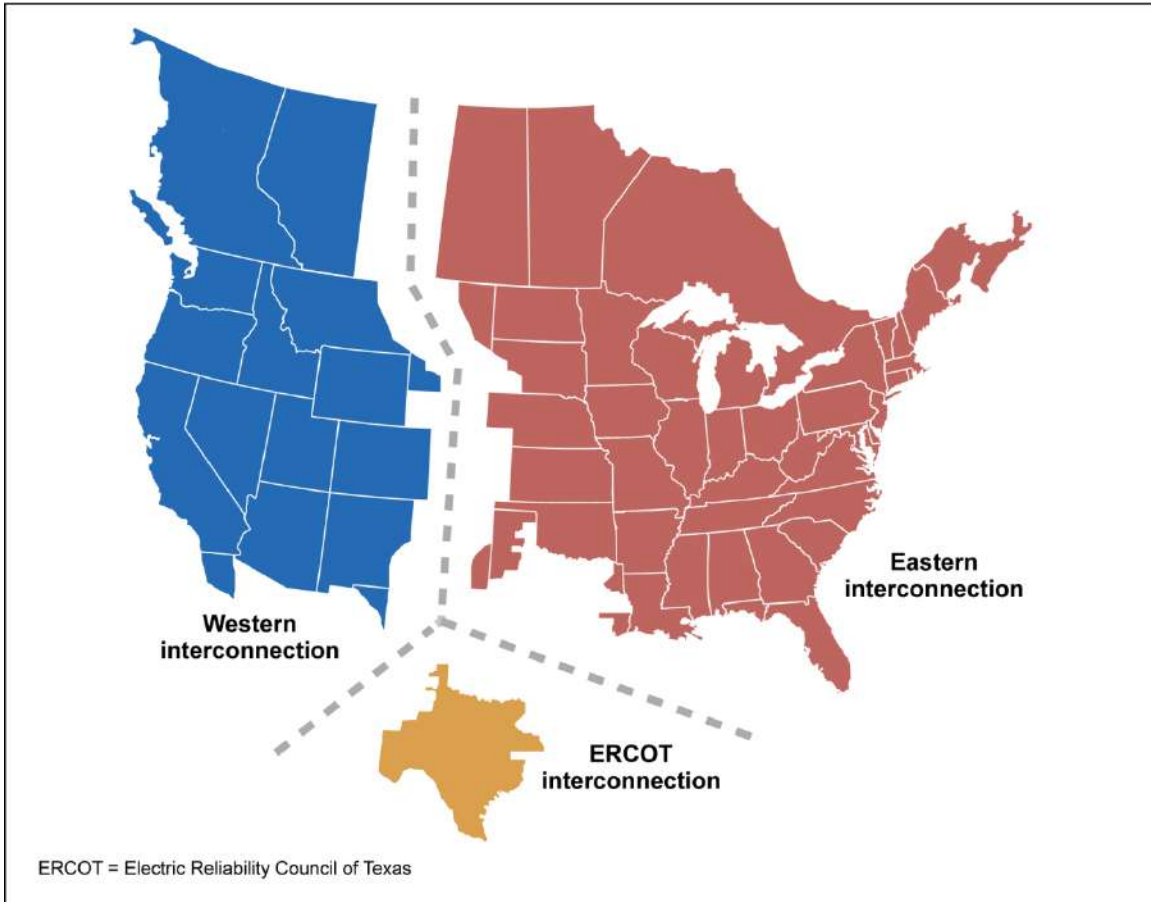 Eastern
interconnection
Western
interconnection
ERCOT
interconnection
ERCOT = Electric Reliability Council of Texas